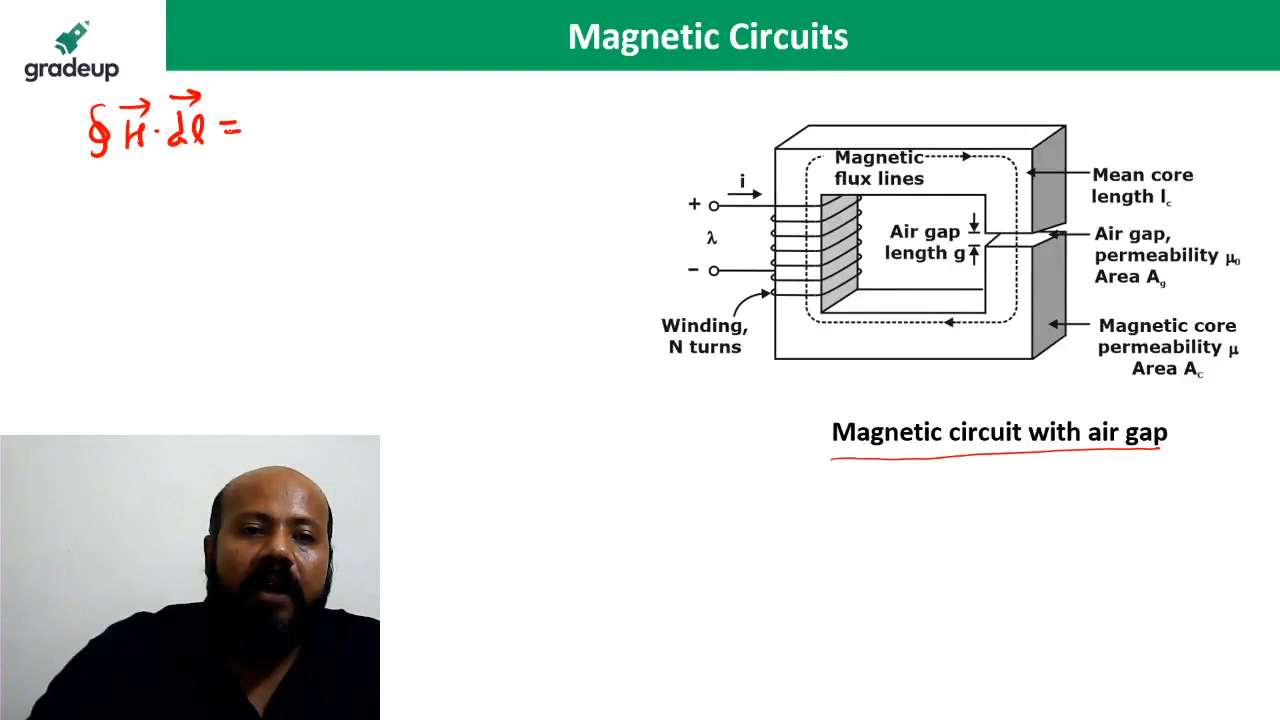 Magnetic Circuits
gradeup
∮ H⃗ · dl⃗ =
Magnetic
flux lines
i
+
λ
−
Air gap
length g
Winding,
N turns
Mean core
length lc
Air gap,
permeability μ0
Area Ag
Magnetic core
permeability μ
Area Ac
Magnetic circuit with air gap